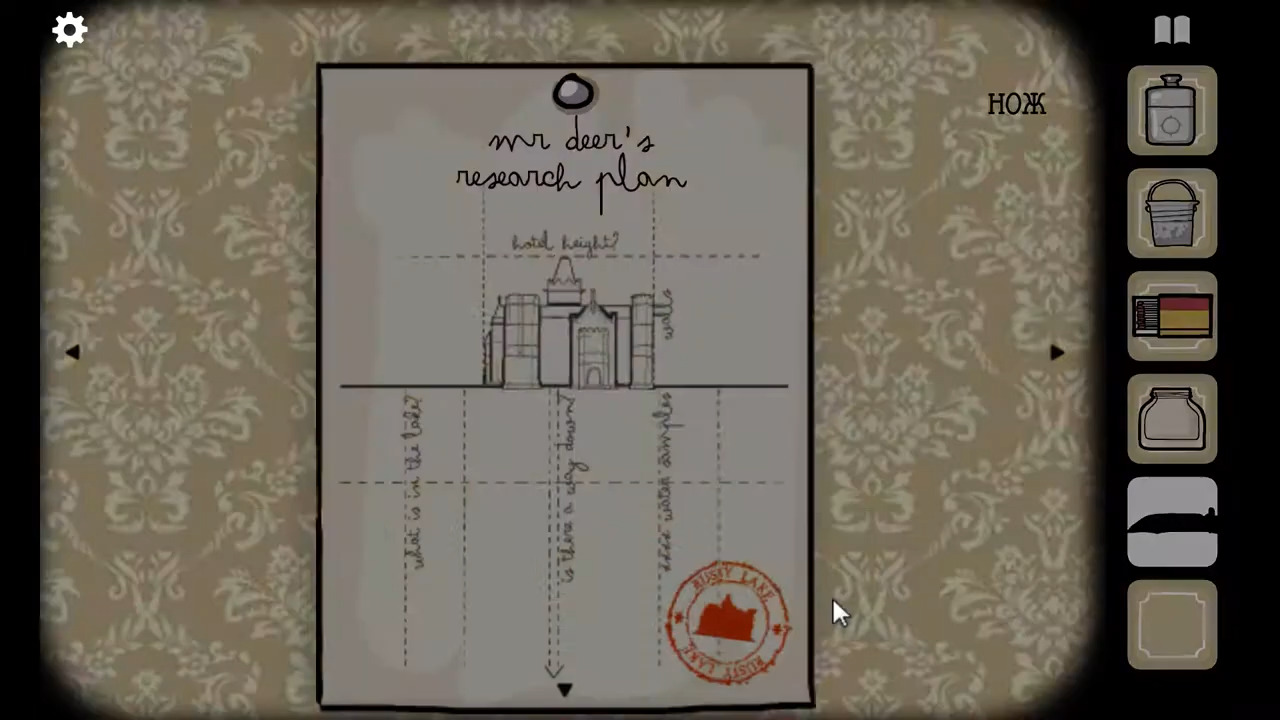 mr deer's
research plan
НОЖ
hotel height?
walls
what is in the lake?
is there a way down?
water samples
RUSTY LAKE
RUSTY LAKE